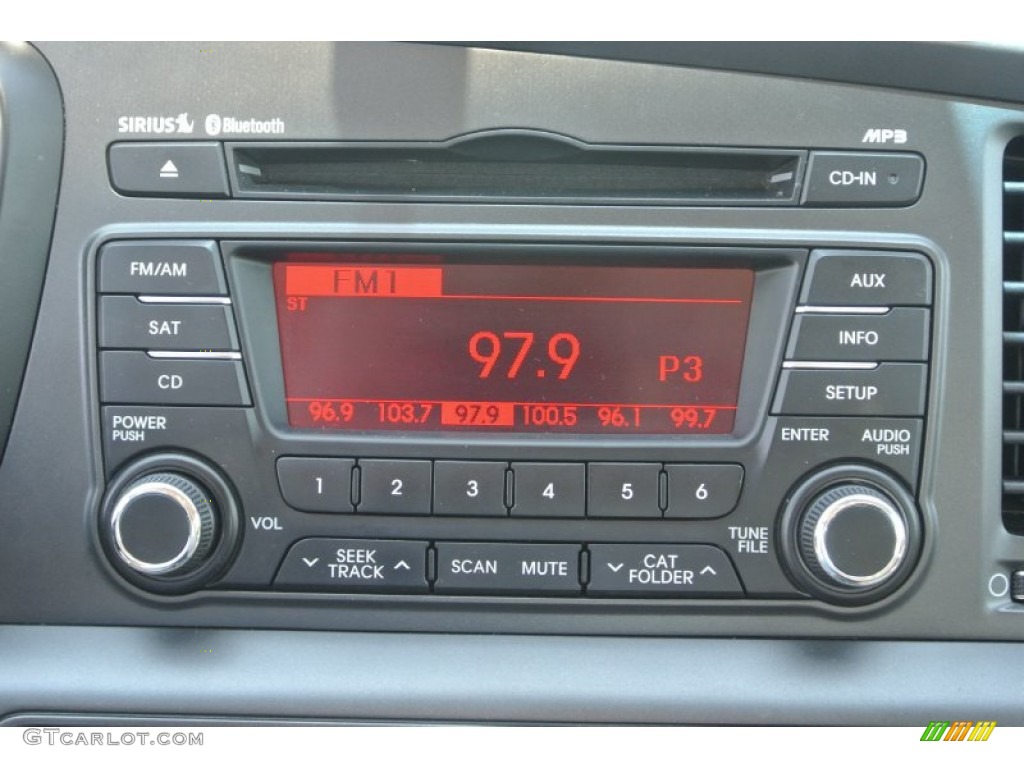 SIRIUS Bluetooth
MP3
CD-IN
FM/AM
FM1
AUX
ST
SAT
97.9
P3
INFO
CD
SETUP
96.9 103.7 97.9 100.5 96.1 99.7
POWER
PUSH
ENTER
AUDIO
PUSH
1 2 3 4 5 6
VOL
TUNE
FILE
SEEK
TRACK
SCAN MUTE
CAT
FOLDER
GTCARLOT.COM